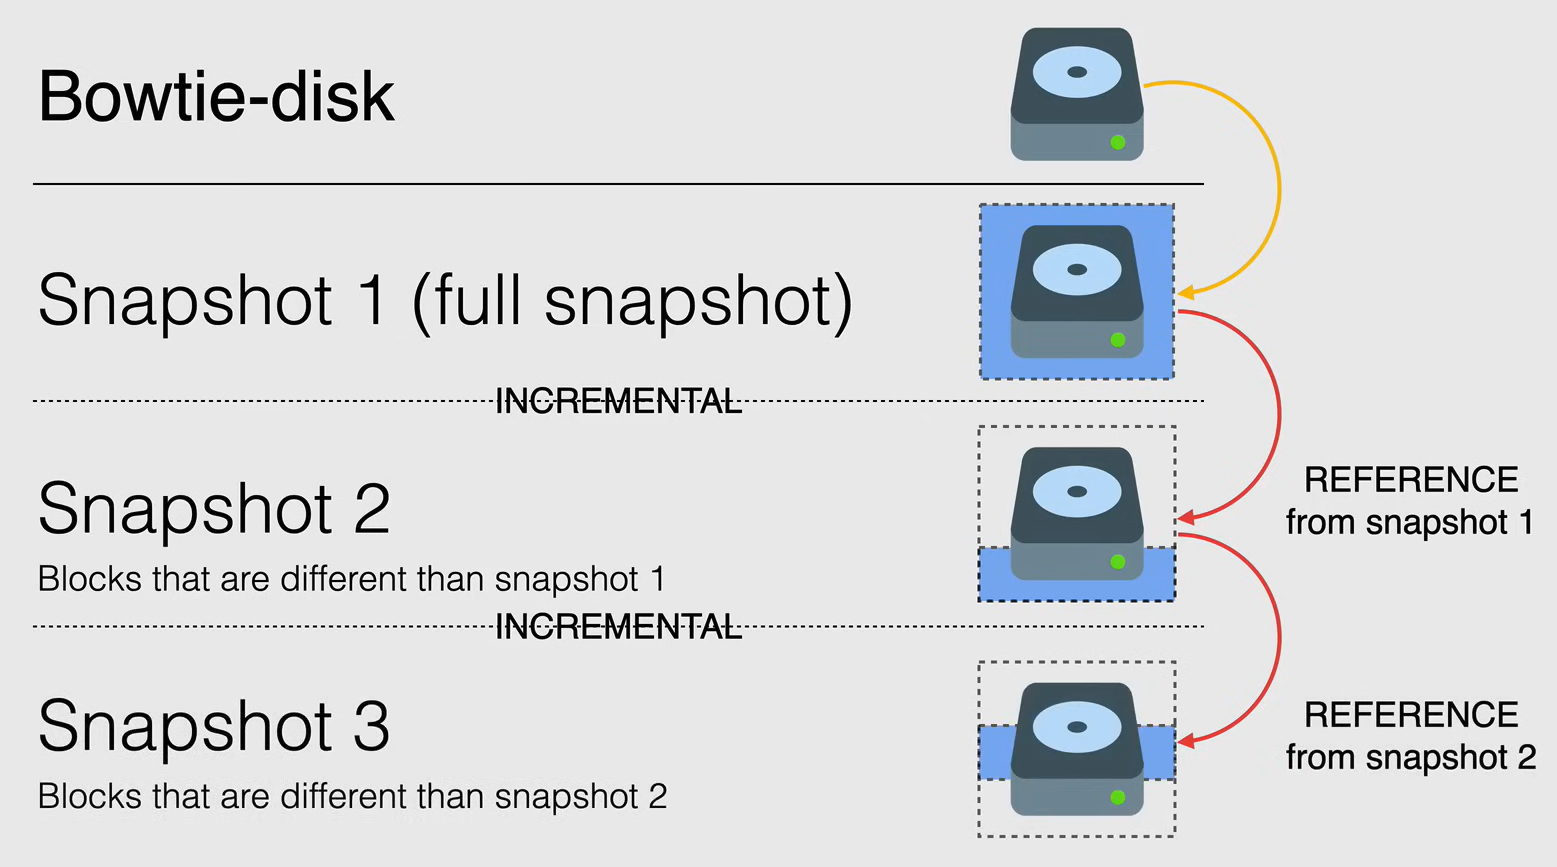 Bowtie-disk
Snapshot 1 (full snapshot)
INCREMENTAL
Snapshot 2
REFERENCE
from snapshot 1
Blocks that are different than snapshot 1
INCREMENTAL
Snapshot 3
REFERENCE
from snapshot 2
Blocks that are different than snapshot 2